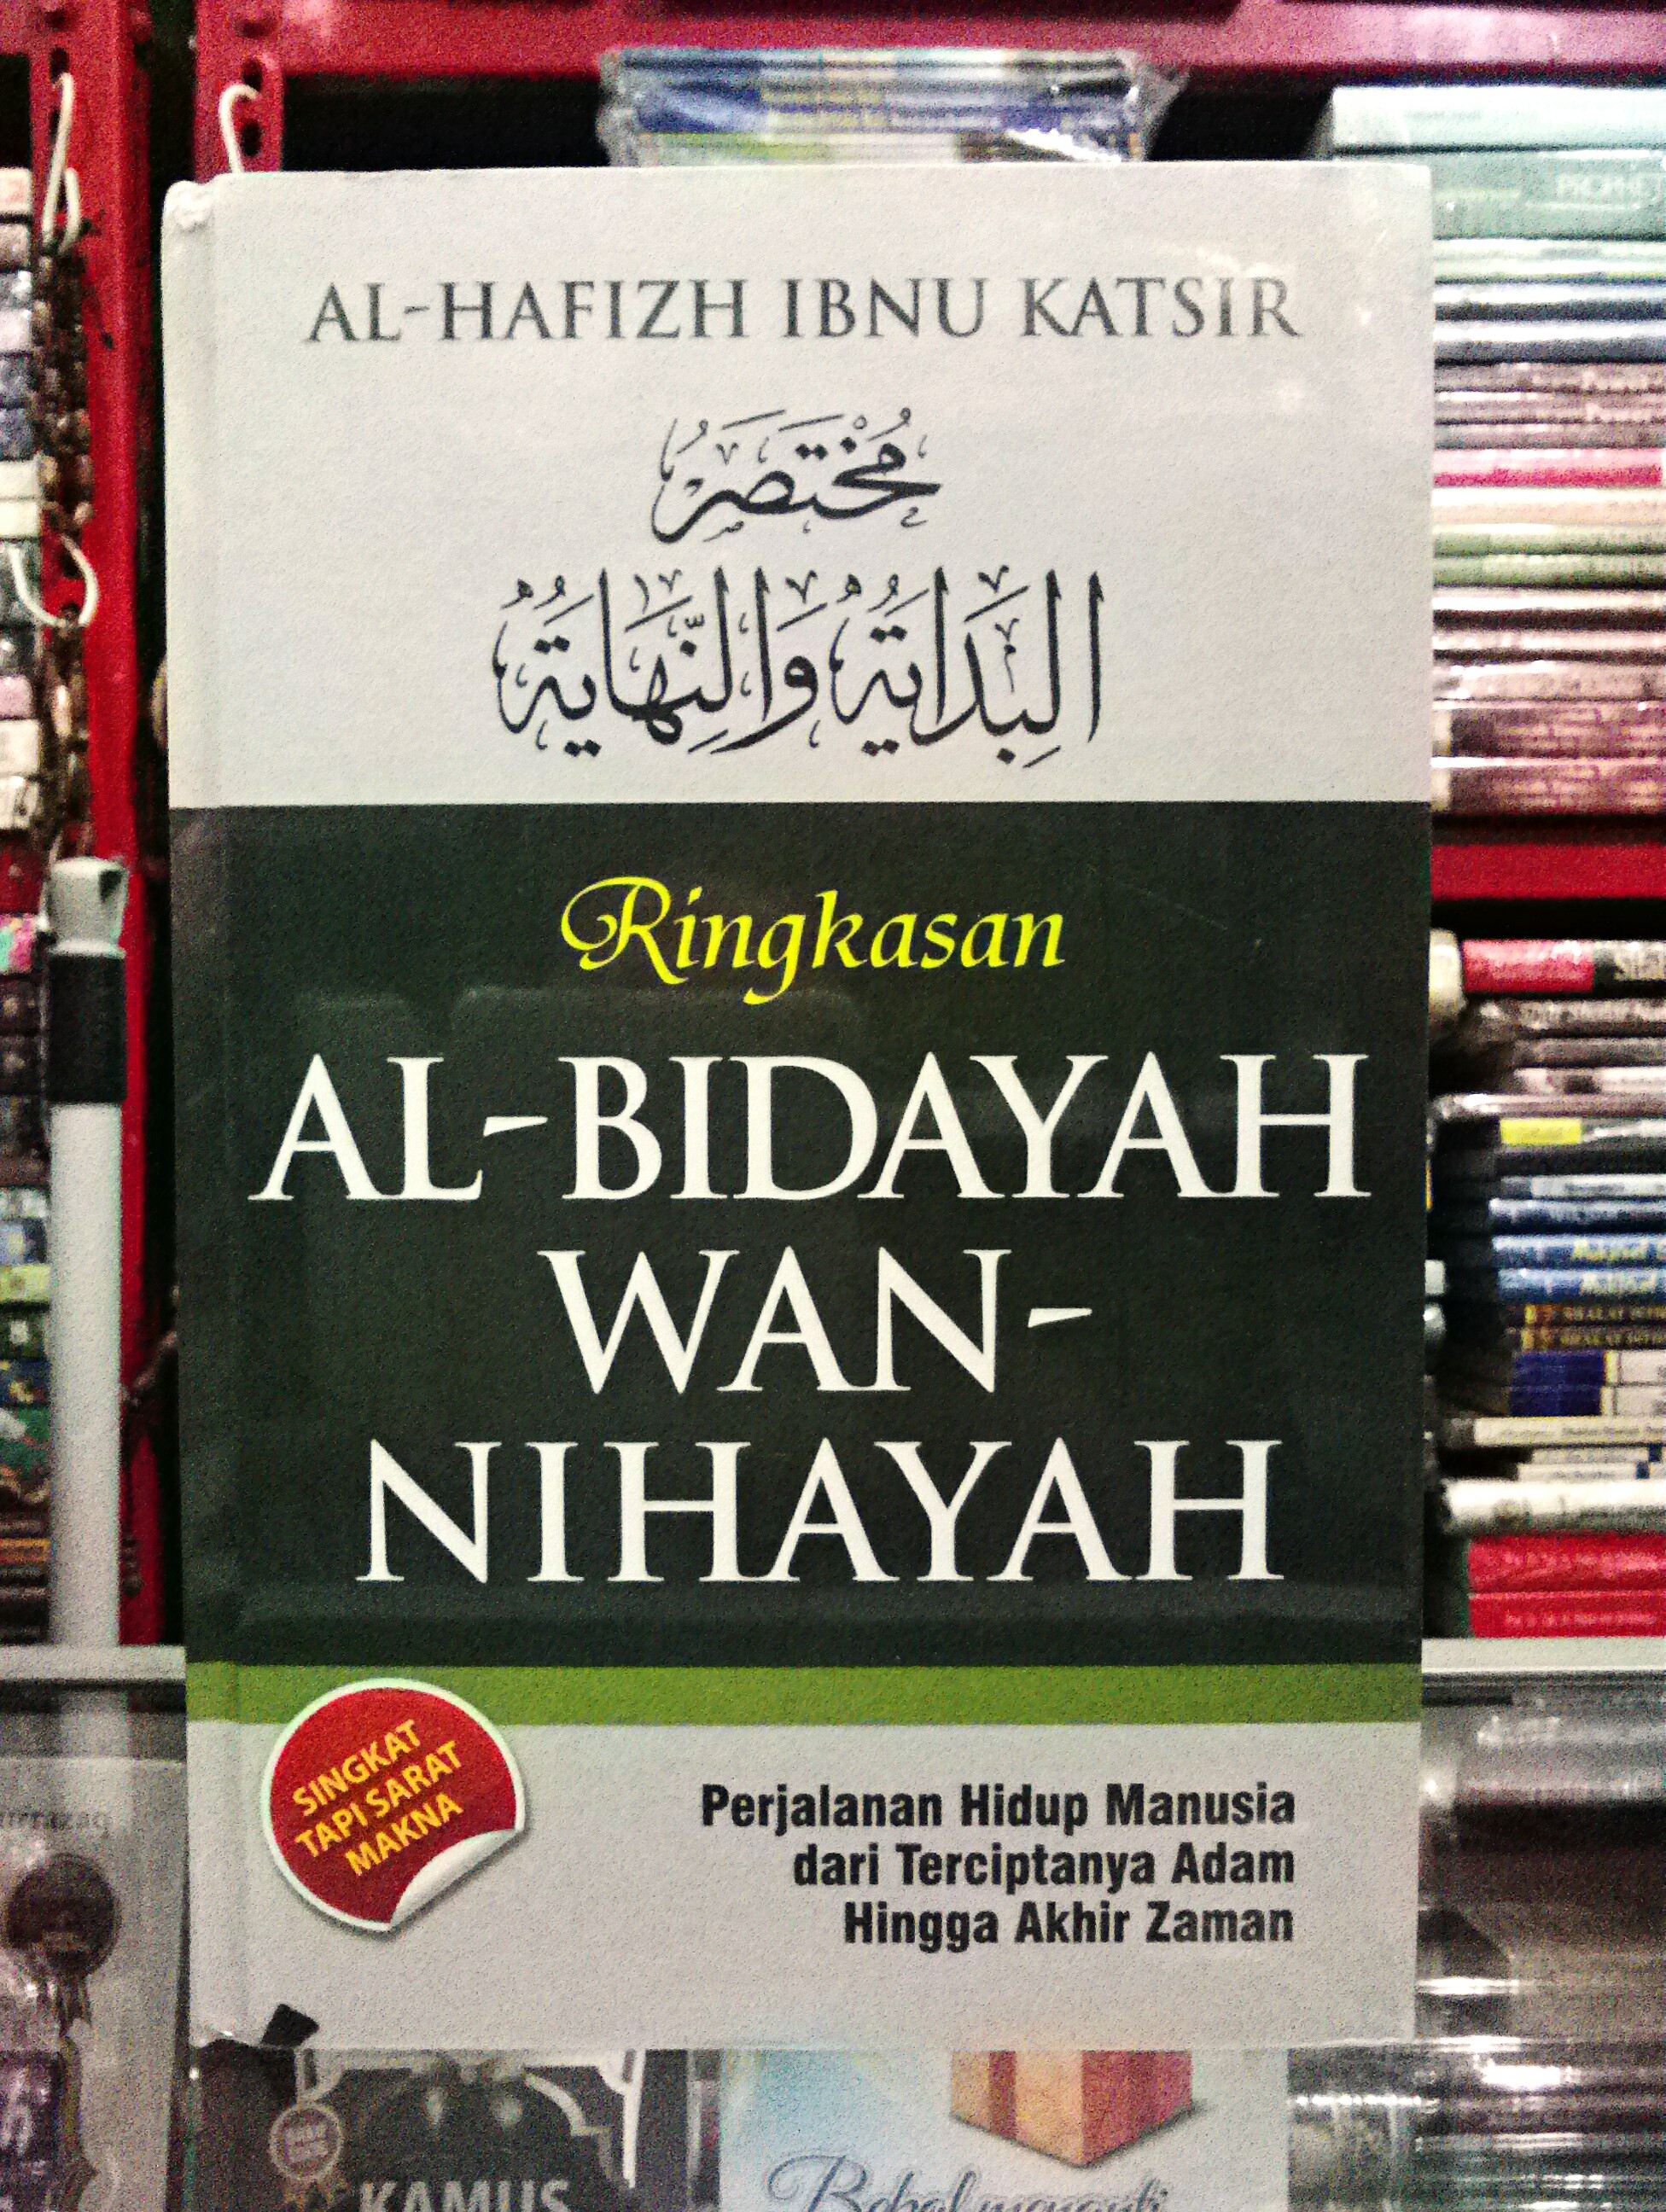 AL-HAFIZH IBNU KATSIR
مُخْتَصَرُ
البِدَايَةُ وَالنِّهَايَةُ
Ringkasan
AL-BIDAYAH
WAN-
NIHAYAH
SINGKAT
TAPI SARAT
MAKNA
Perjalanan Hidup Manusia
dari Terciptanya Adam
Hingga Akhir Zaman
KAMUS